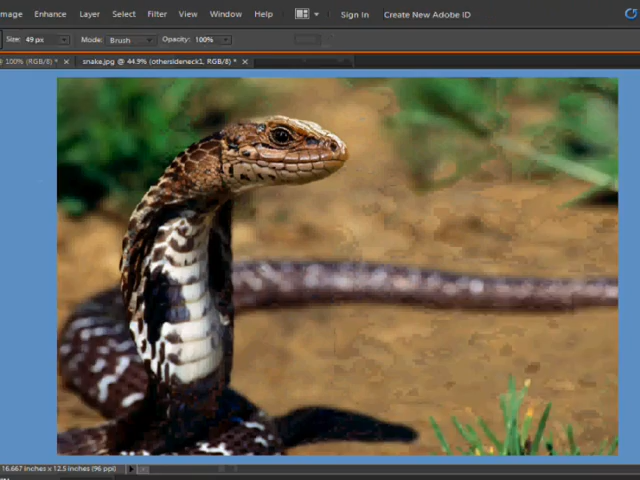 mage Enhance Layer Select Filter View Window Help Sign In Create New Adobe ID
Size: 49 px Mode: Brush Opacity: 100%
@ 100% (RGB/8) * × snake.jpg @ 44.9% (othersideneck1, RGB/8) * ×
16.667 inches x 12.5 inches (96 ppi)